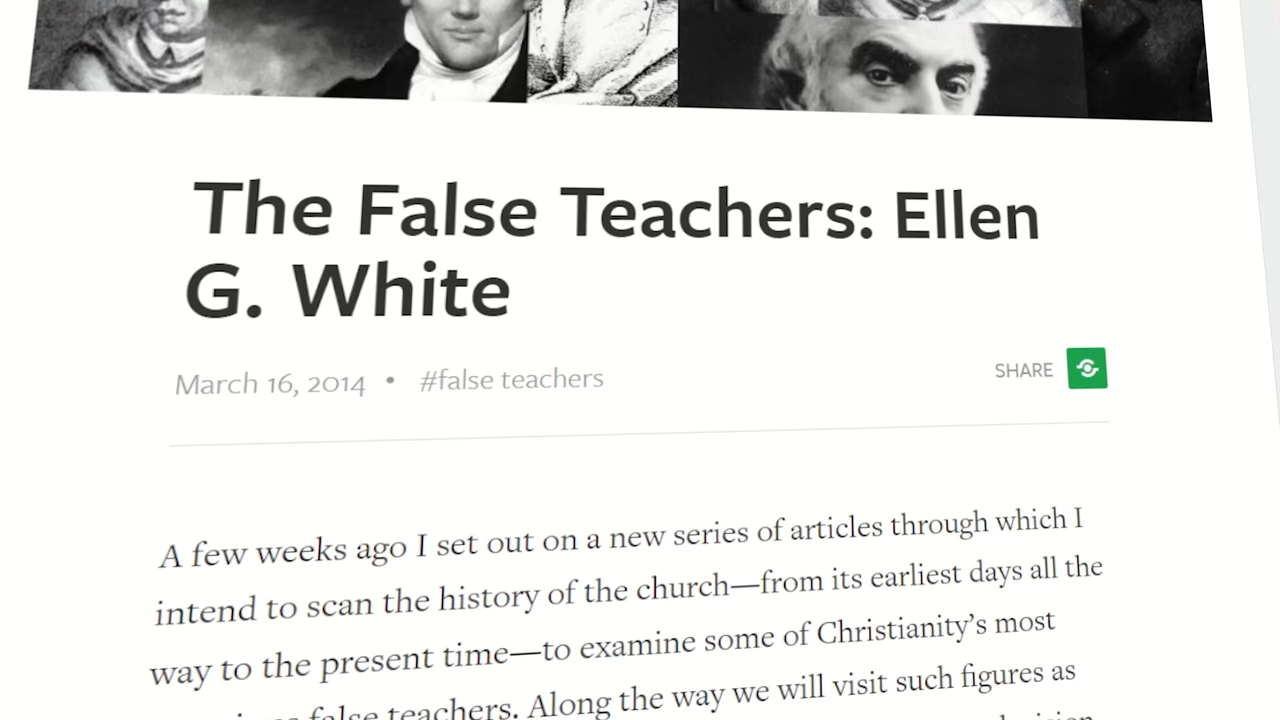 The False Teachers: Ellen
G. White
March 16, 2014 • #false teachers
SHARE
A few weeks ago I set out on a new series of articles through which I
intend to scan the history of the church—from its earliest days all the
way to the present time—to examine some of Christianity's most
false teachers. Along the way we will visit such figures as